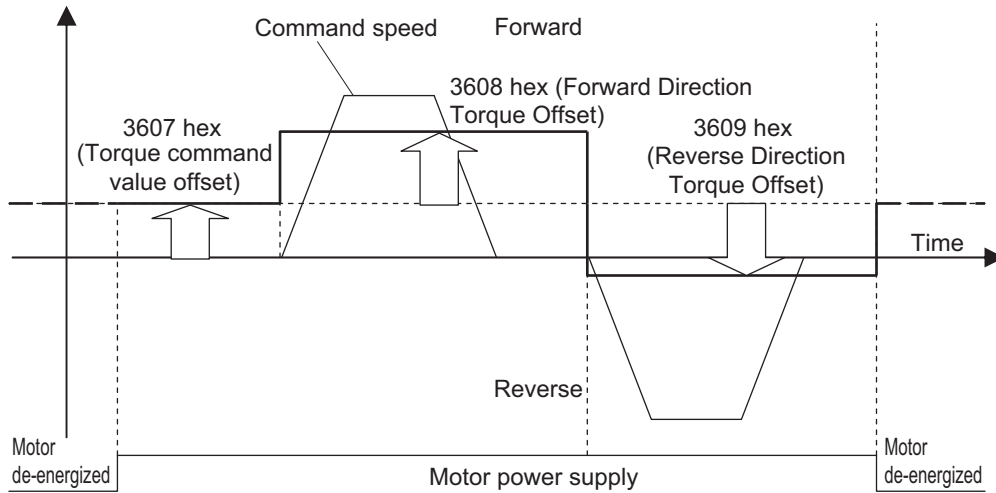 Command speed
Forward
3608 hex (Forward Direction
Torque Offset)
3607 hex
(Torque command
value offset)
3609 hex
(Reverse Direction
Torque Offset)
Time
Reverse
Motor
de-energized
Motor power supply
Motor
de-energized